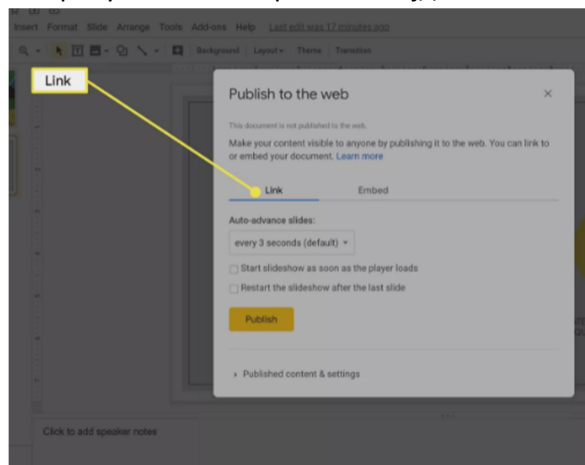 Insert Format Slide Arrange Tools Add-ons Help Last edit was 17 minutes ago
Background Layout Theme Transition
Link
Publish to the web
This document is not published to the web.
Make your content visible to anyone by publishing it to the web. You can link to
or embed your document. Learn more
Link Embed
Auto-advance slides:
every 3 seconds (default)
Start slideshow as soon as the player loads
Restart the slideshow after the last slide
Publish
Published content & settings
Click to add speaker notes